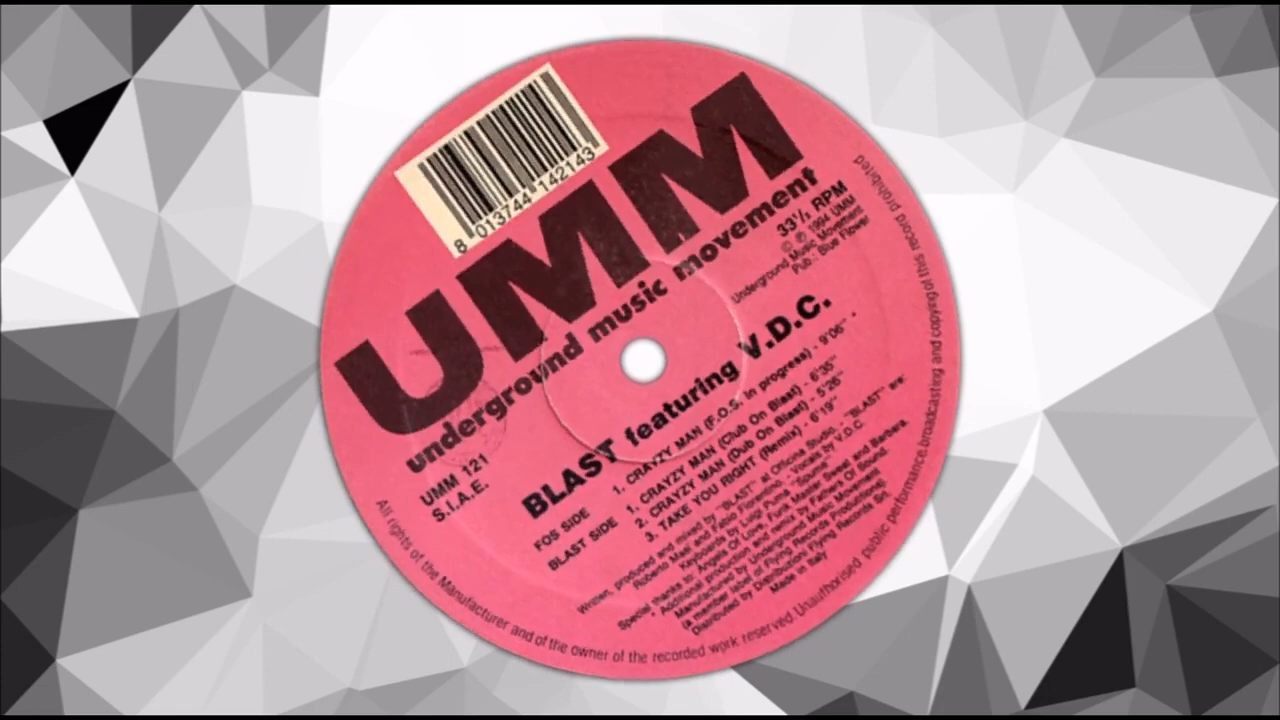 8 013744 142143
UMM
underground music movement
33⅓ RPM
© ℗ 1994 UMM
Underground Music Movement
Pub.: Blue Flower
UMM 121
S.I.A.E.
BLAST featuring V.D.C.
FOS SIDE 1. CRAYZY MAN (F.O.S. in progress) - 9'06'' *
BLAST SIDE 1. CRAYZY MAN (Club On Blast) - 6'35''
2. CRAYZY MAN (Dub On Blast) - 5'26''
3. TAKE YOU RIGHT (Remix) - 6'19''
Written, produced and mixed by "BLAST" at Officina Studio. "BLAST" are:
Roberto Masi and Fabio Fiorentino. Vocals by V.D.C.
Keyboards by Luigi Puma.
Special thanks to: Angels Of Love, Funk Master Sweat and Barbara.
* Additional production and remix by Fathers Of Sound.
Manufactured by Underground Music Movement
(a member label of Flying Records Productions)
Distributed by Distribution: Flying Records Srl.
Made in Italy
All rights of the Manufacturer and of the owner of the recorded work reserved. Unauthorised public performance, broadcasting and copying of this record prohibited